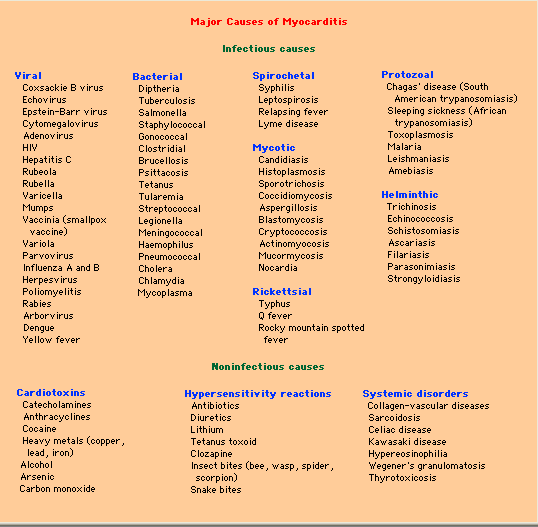 Major Causes of Myocarditis
Infectious causes
Viral
Coxsackie B virus
Echovirus
Epstein-Barr virus
Cytomegalovirus
Adenovirus
HIV
Hepatitis C
Rubeola
Rubella
Varicella
Mumps
Vaccinia (smallpox
vaccine)
Variola
Parvovirus
Influenza A and B
Herpesvirus
Poliomyelitis
Rabies
Arborvirus
Dengue
Yellow fever
Bacterial
Diptheria
Tuberculosis
Salmonella
Staphylococcal
Gonococcal
Clostridial
Brucellosis
Psittacosis
Tetanus
Tularemia
Streptococcal
Legionella
Meningococcal
Haemophilus
Pneumococcal
Cholera
Chlamydia
Mycoplasma
Spirochetal
Syphilis
Leptospirosis
Relapsing fever
Lyme disease
Mycotic
Candidiasis
Histoplasmosis
Sporotrichosis
Coccidiomycosis
Aspergillosis
Blastomycosis
Cryptococcosis
Actinomyocosis
Mucormycosis
Nocardia
Rickettsial
Typhus
Q fever
Rocky mountain spotted
fever
Protozoal
Chagas' disease (South
American trypanosomiasis)
Sleeping sickness (African
trypanosomiasis)
Toxoplasmosis
Malaria
Leishmaniasis
Amebiasis
Helminthic
Trichinosis
Echinococcosis
Schistosomiasis
Ascariasis
Filariasis
Parasonimiasis
Strongyloidiasis
Noninfectious causes
Cardiotoxins
Catecholamines
Anthracyclines
Cocaine
Heavy metals (copper,
lead, iron)
Alcohol
Arsenic
Carbon monoxide
Hypersensitivity reactions
Antibiotics
Diuretics
Lithium
Tetanus toxoid
Clozapine
Insect bites (bee, wasp, spider,
scorpion)
Snake bites
Systemic disorders
Collagen-vascular diseases
Sarcoidosis
Celiac disease
Kawasaki disease
Hypereosinophilia
Wegener's granulomatosis
Thyrotoxicosis